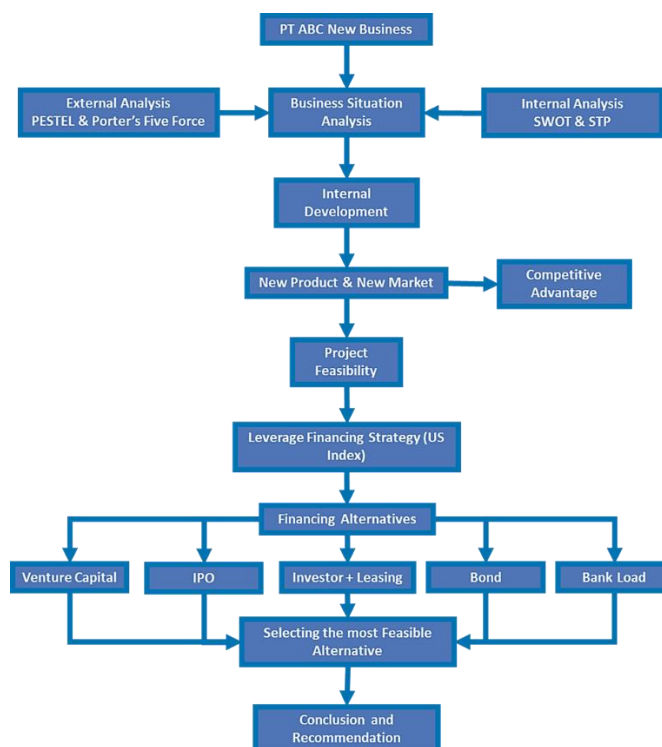 PT ABC New Business
External Analysis
PESTEL & Porter's Five Force
Business Situation
Analysis
Internal Analysis
SWOT & STP
Internal
Development
New Product & New Market
Competitive
Advantage
Project
Feasibility
Leverage Financing Strategy (US
Index)
Financing Alternatives
Venture Capital
IPO
Investor + Leasing
Bond
Bank Load
Selecting the most Feasible
Alternative
Conclusion and
Recommendation